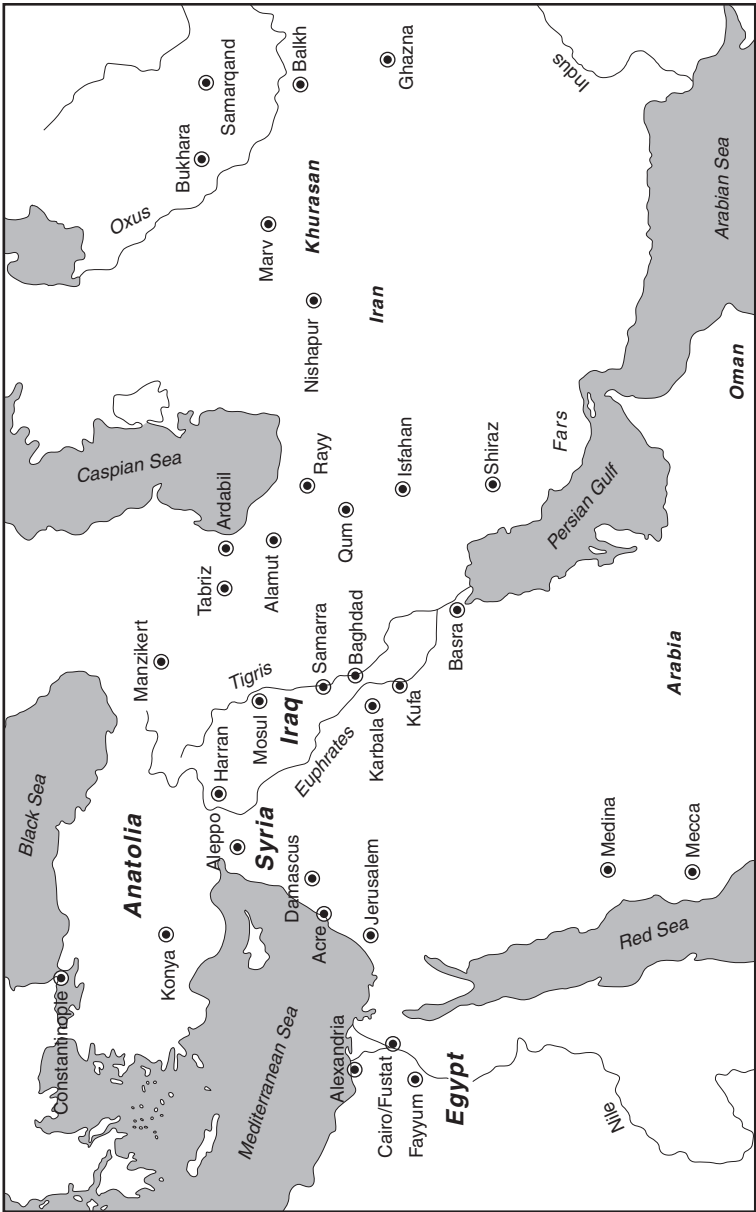 Black Sea
Constantinople
Anatolia
Konya
Manzikert
Mediterranean Sea
Aleppo
Harran
Syria
Damascus
Acre
Jerusalem
Alexandria
Cairo/Fustat
Fayyum
Egypt
Nile
Red Sea
Medina
Mecca
Arabia
Tigris
Mosul
Iraq
Euphrates
Samarra
Baghdad
Karbala
Kufa
Basra
Caspian Sea
Tabriz
Ardabil
Alamut
Rayy
Qum
Isfahan
Shiraz
Fars
Persian Gulf
Oman
Arabian Sea
Oxus
Bukhara
Samarqand
Balkh
Marv
Khurasan
Nishapur
Iran
Ghazna
Indus